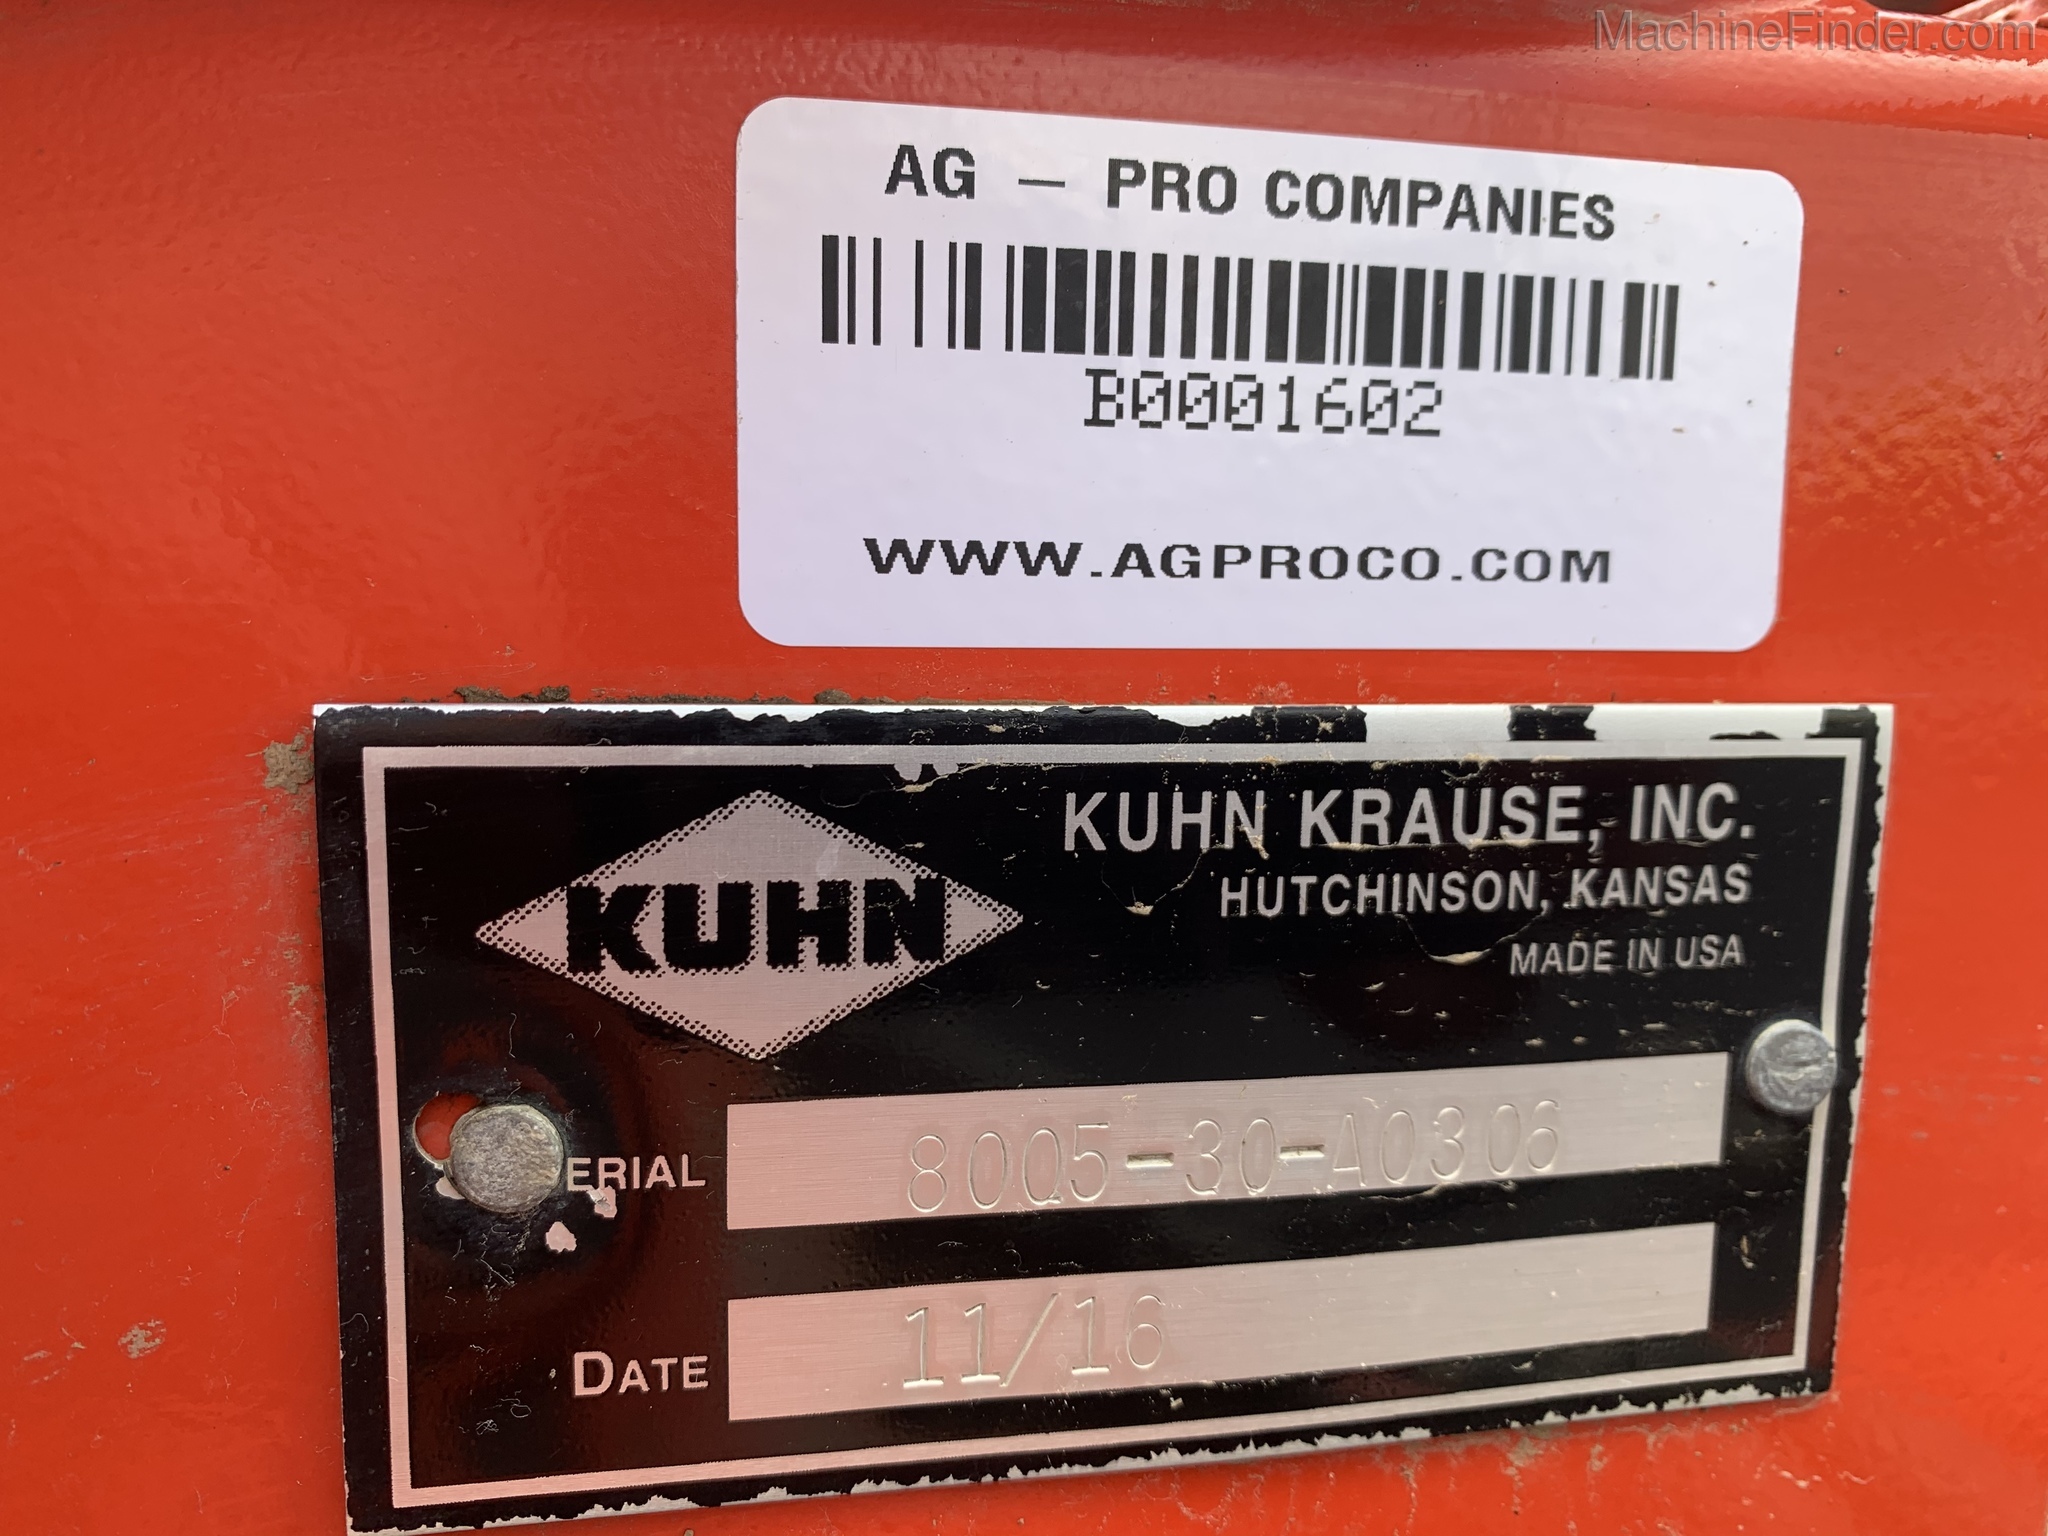 MachineFinder.com
AG - PRO COMPANIES
B0001602
WWW.AGPROCO.COM
KUHN
KUHN KRAUSE, INC.
HUTCHINSON, KANSAS
MADE IN USA
ERIAL 8005-30-A0306
DATE 11/16